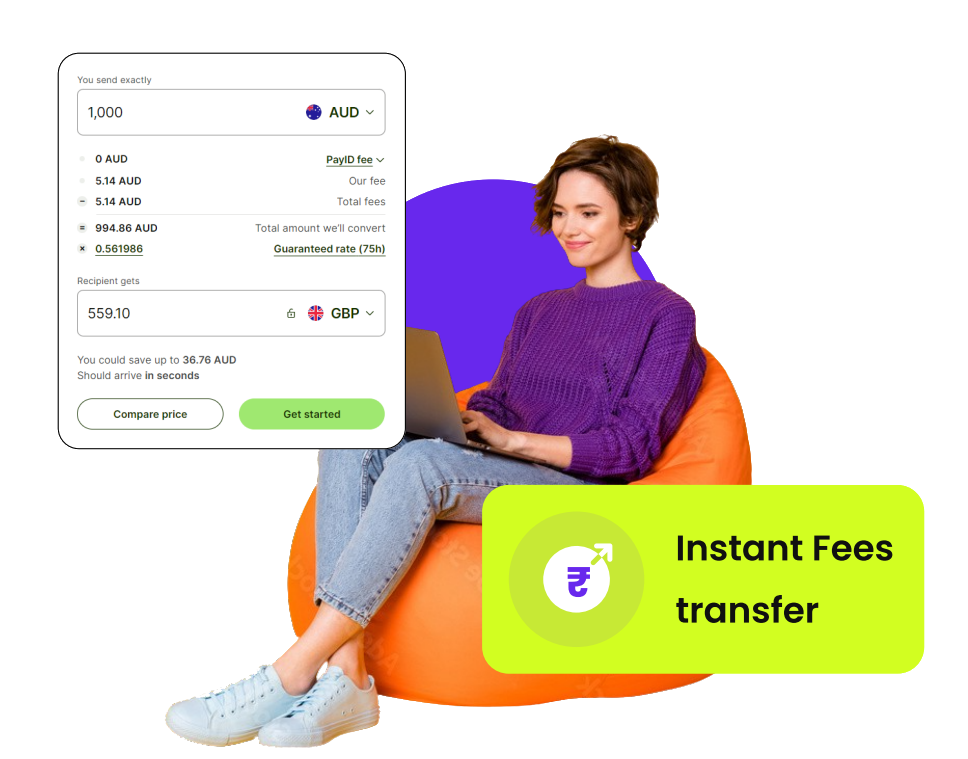 You send exactly
1,000 AUD
0 AUD PayID fee
5.14 AUD Our fee
− 5.14 AUD Total fees
= 994.86 AUD Total amount we'll convert
× 0.561986 Guaranteed rate (75h)
Recipient gets
559.10 GBP
You could save up to 36.76 AUD
Should arrive in seconds
Compare price Get started
₹
Instant Fees
transfer